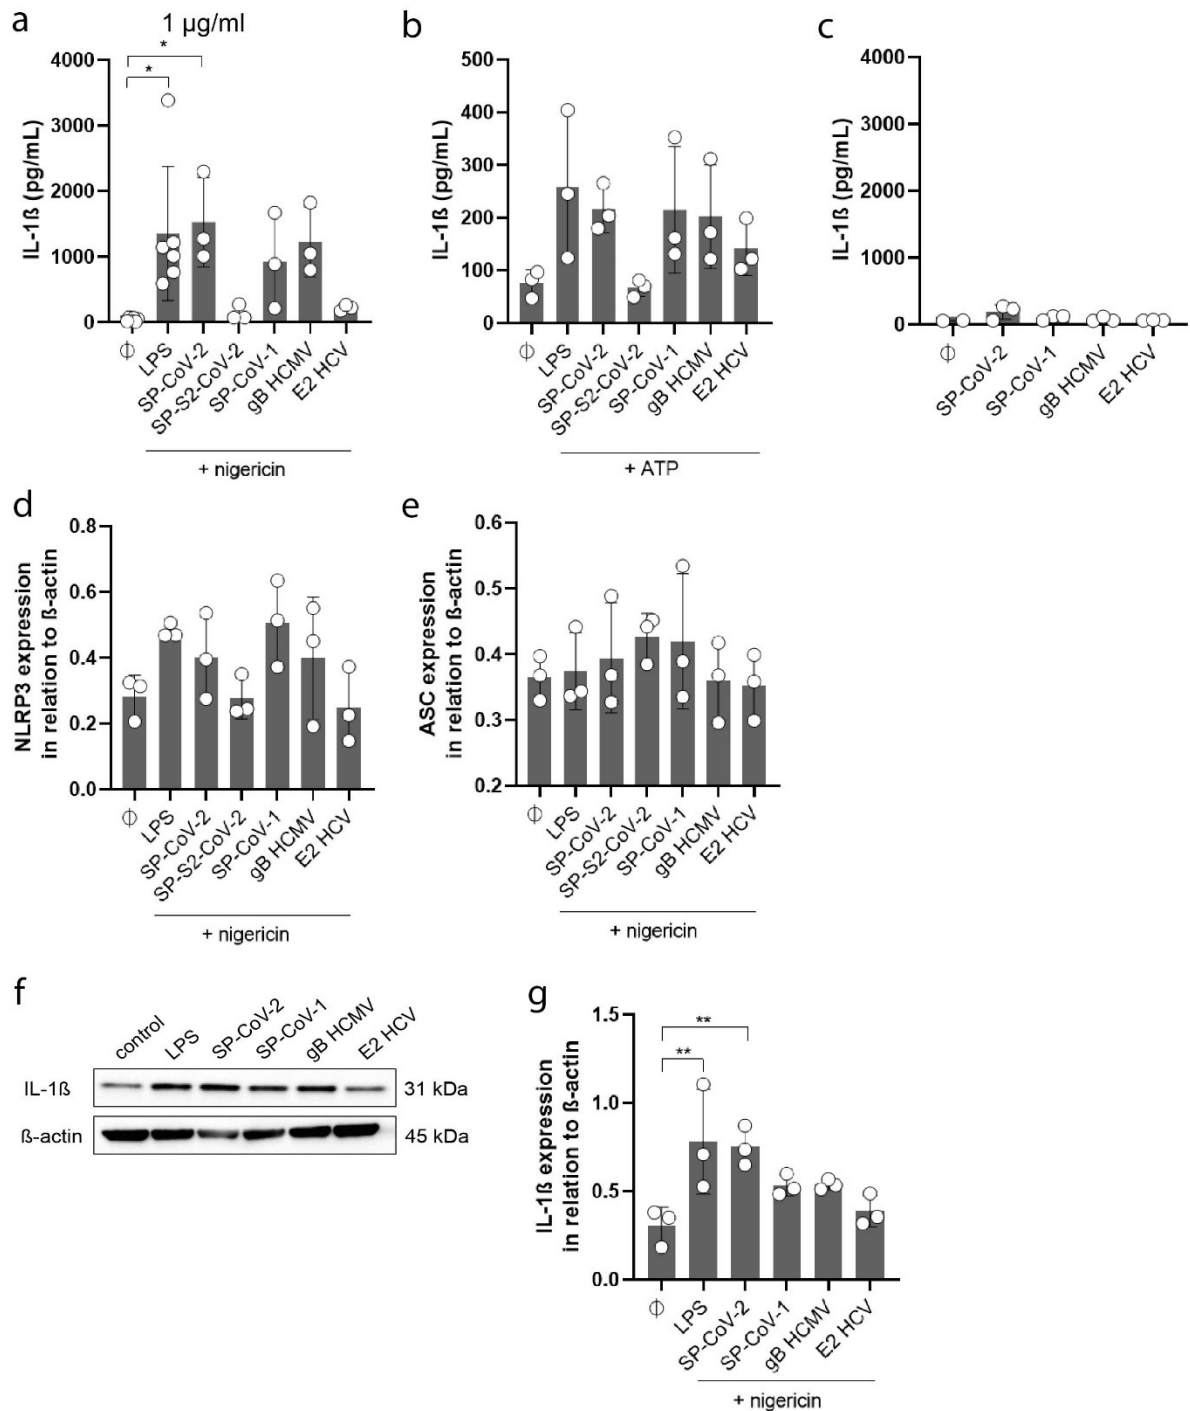 a
1 µg/ml
IL-1ß (pg/mL)
4000
3000
2000
1000
0
*
*
ϕ
LPS
SP-CoV-2
SP-S2-CoV-2
SP-CoV-1
gB HCMV
E2 HCV
+ nigericin
b
IL-1ß (pg/mL)
500
400
300
200
100
0
ϕ
LPS
SP-CoV-2
SP-S2-CoV-2
SP-CoV-1
gB HCMV
E2 HCV
+ ATP
c
IL-1ß (pg/mL)
4000
3000
2000
1000
0
ϕ
SP-CoV-2
SP-CoV-1
gB HCMV
E2 HCV
d
NLRP3 expression
in relation to ß-actin
0.8
0.6
0.4
0.2
0.0
ϕ
LPS
SP-CoV-2
SP-S2-CoV-2
SP-CoV-1
gB HCMV
E2 HCV
+ nigericin
e
ASC expression
in relation to ß-actin
0.6
0.5
0.4
0.3
0.2
ϕ
LPS
SP-CoV-2
SP-S2-CoV-2
SP-CoV-1
gB HCMV
E2 HCV
+ nigericin
f
control
LPS
SP-CoV-2
SP-CoV-1
gB HCMV
E2 HCV
IL-1ß
31 kDa
ß-actin
45 kDa
g
IL-1ß expression
in relation to ß-actin
1.5
1.0
0.5
0.0
**
**
ϕ
LPS
SP-CoV-2
SP-CoV-1
gB HCMV
E2 HCV
+ nigericin